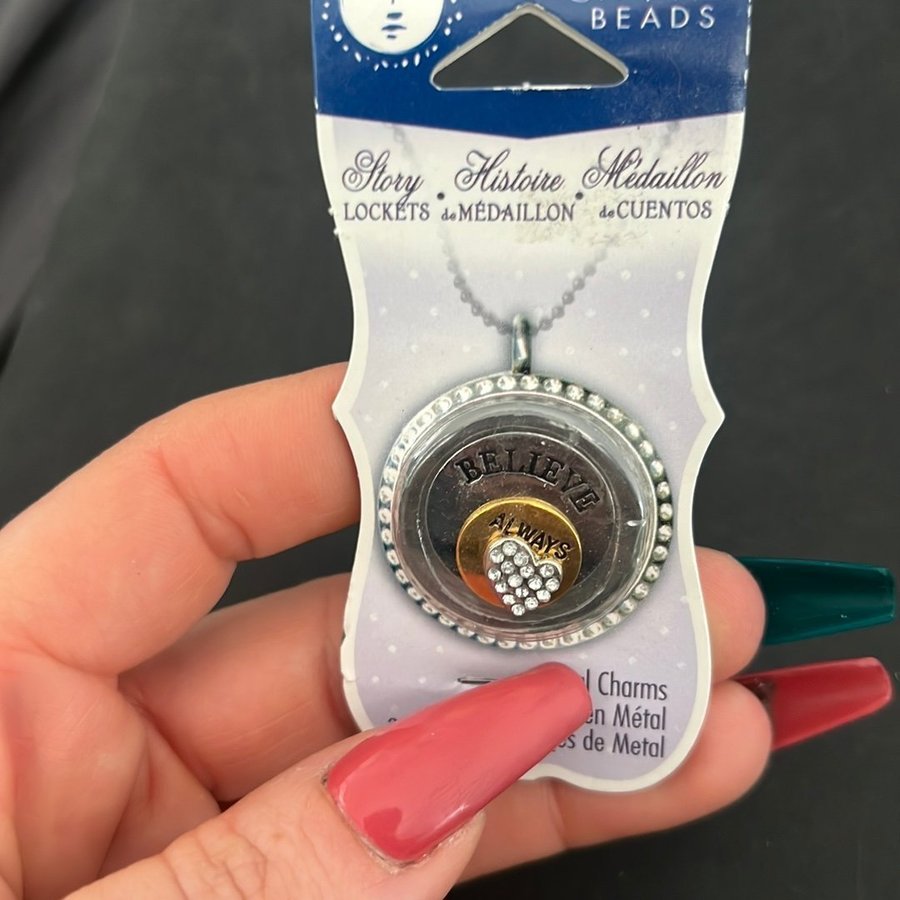 BEADS
Story • Histoire • Médaillon
LOCKETS de MÉDAILLON de CUENTOS
BELIEVE
ALWAYS
Charms
en Métal
de Metal